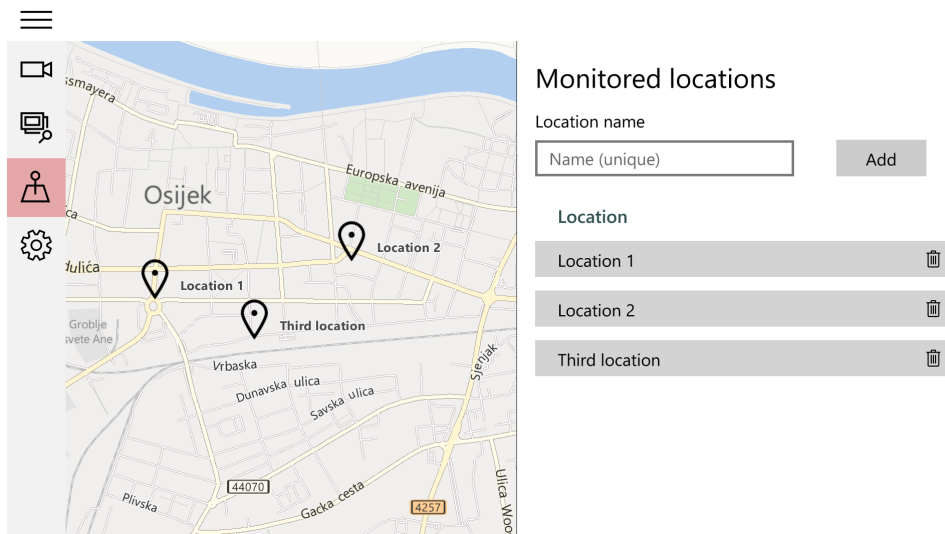 Monitored locations
Location name
Name (unique)
Add
Location
Location 1
Location 2
Third location
ssmayera
Europska avenija
Osijek
ca
Location 2
Julića
Location 1
Groblje
svete Ane
Third location
Vrbaska
Sjenjak
Dunavska ulica
Savska ulica
44070
Plivska
Gacka cesta
4257
Ulica Woo